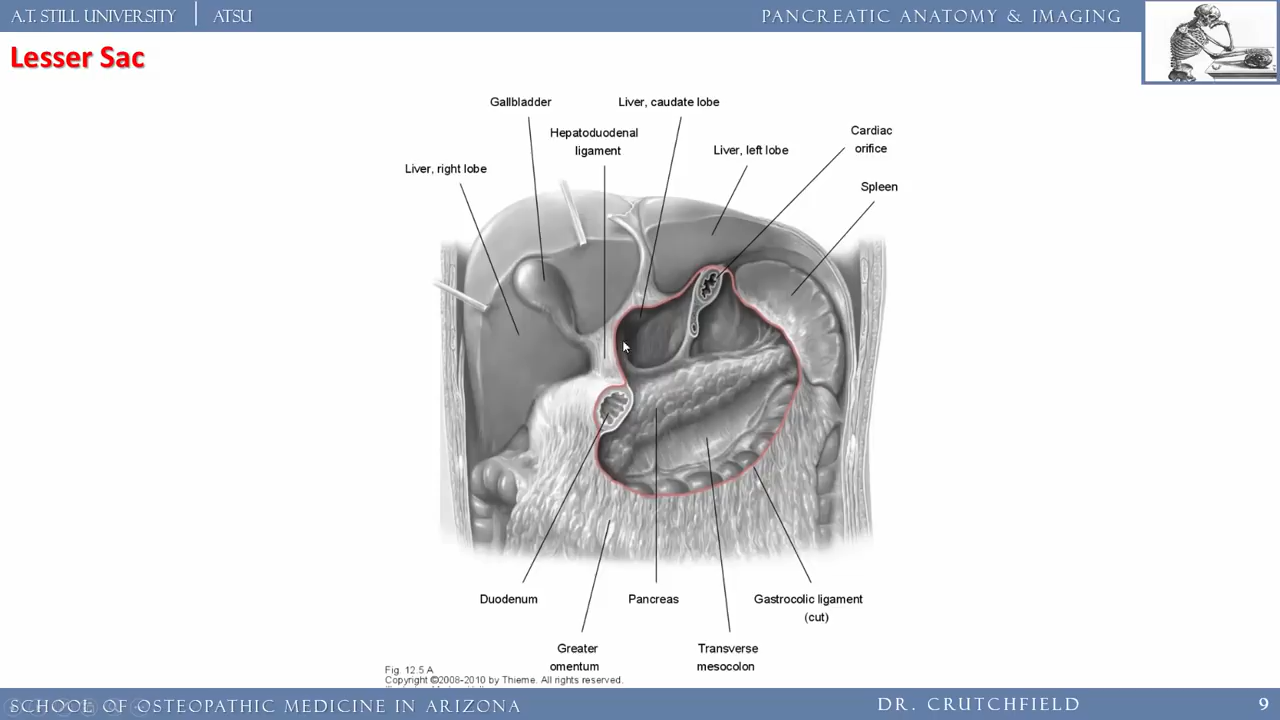 A.T. STILL UNIVERSITY
ATSU
PANCREATIC ANATOMY & IMAGING
Lesser Sac
Gallbladder
Liver, caudate lobe
Hepatoduodenal
ligament
Cardiac
orifice
Liver, left lobe
Liver, right lobe
Spleen
Duodenum
Pancreas
Gastrocolic ligament
(cut)
Greater
omentum
Transverse
mesocolon
Fig. 12.5 A
Copyright ©2008-2010 by Thieme. All rights reserved.
SCHOOL OF OSTEOPATHIC MEDICINE IN ARIZONA
DR. CRUTCHFIELD
9